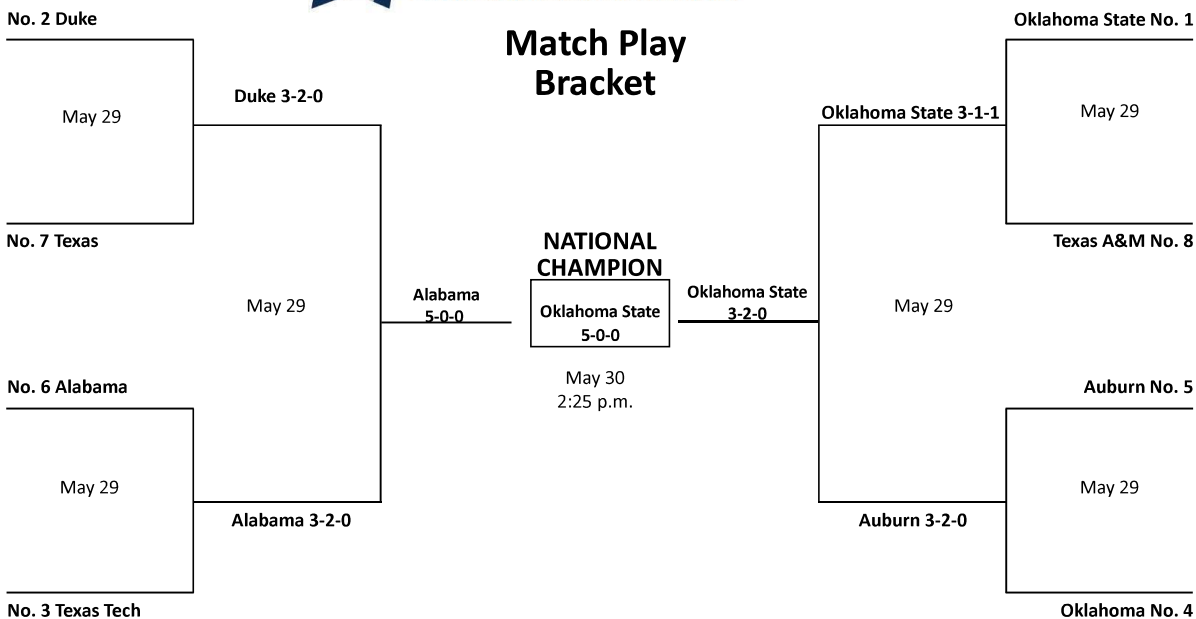 No. 2 Duke
Oklahoma State No. 1
Match Play
Bracket
Duke 3-2-0
May 29
Oklahoma State 3-1-1
May 29
No. 7 Texas
NATIONAL
CHAMPION
Texas A&M No. 8
May 29
Alabama
5-0-0
Oklahoma State
5-0-0
Oklahoma State
3-2-0
May 29
May 30
2:25 p.m.
No. 6 Alabama
Auburn No. 5
May 29
May 29
Alabama 3-2-0
Auburn 3-2-0
No. 3 Texas Tech
Oklahoma No. 4